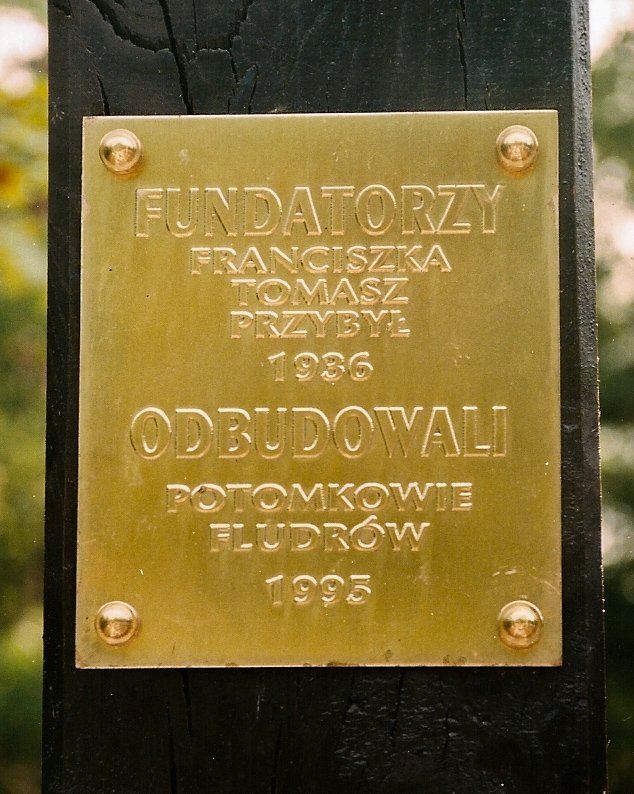 FUNDATORZY
FRANCISZKA
TOMASZ
PRZYBYŁ
1936
ODBUDOWALI
POTOMKOWIE
FLUDRÓW
1995